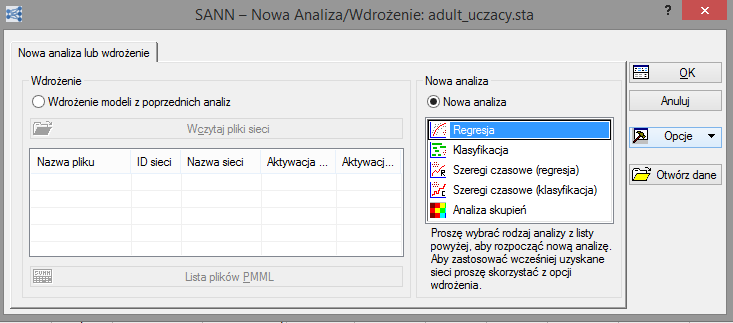 SANN – Nowa Analiza/Wdrożenie: adult_uczacy.sta
Nowa analiza lub wdrożenie
Wdrożenie
Wdrożenie modeli z poprzednich analiz
Wczytaj pliki sieci
Nazwa pliku ID sieci Nazwa sieci Aktywacja ... Aktywacj...
Lista plików PMML
Nowa analiza
Nowa analiza
Regresja
Klasyfikacja
Szeregi czasowe (regresja)
Szeregi czasowe (klasyfikacja)
Analiza skupień
Proszę wybrać rodzaj analizy z listy
powyżej, aby rozpocząć nową analizę.
Aby zastosować wcześniej uzyskane
sieci proszę skorzystać z opcji
wdrożenia.
OK
Anuluj
Opcje
Otwórz dane